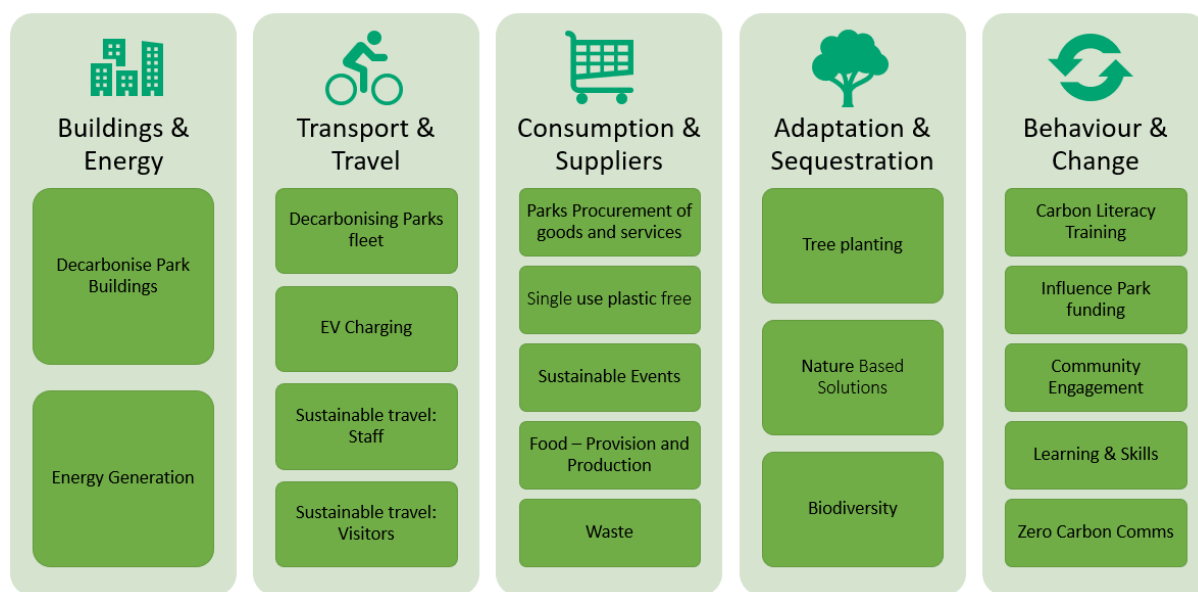 Buildings &
Energy
Decarbonise Park
Buildings
Energy Generation
Transport &
Travel
Decarbonising Parks
fleet
EV Charging
Sustainable travel:
Staff
Sustainable travel:
Visitors
Consumption &
Suppliers
Parks Procurement of
goods and services
Single use plastic free
Sustainable Events
Food – Provision and
Production
Waste
Adaptation &
Sequestration
Tree planting
Nature Based
Solutions
Biodiversity
Behaviour &
Change
Carbon Literacy
Training
Influence Park
funding
Community
Engagement
Learning & Skills
Zero Carbon Comms